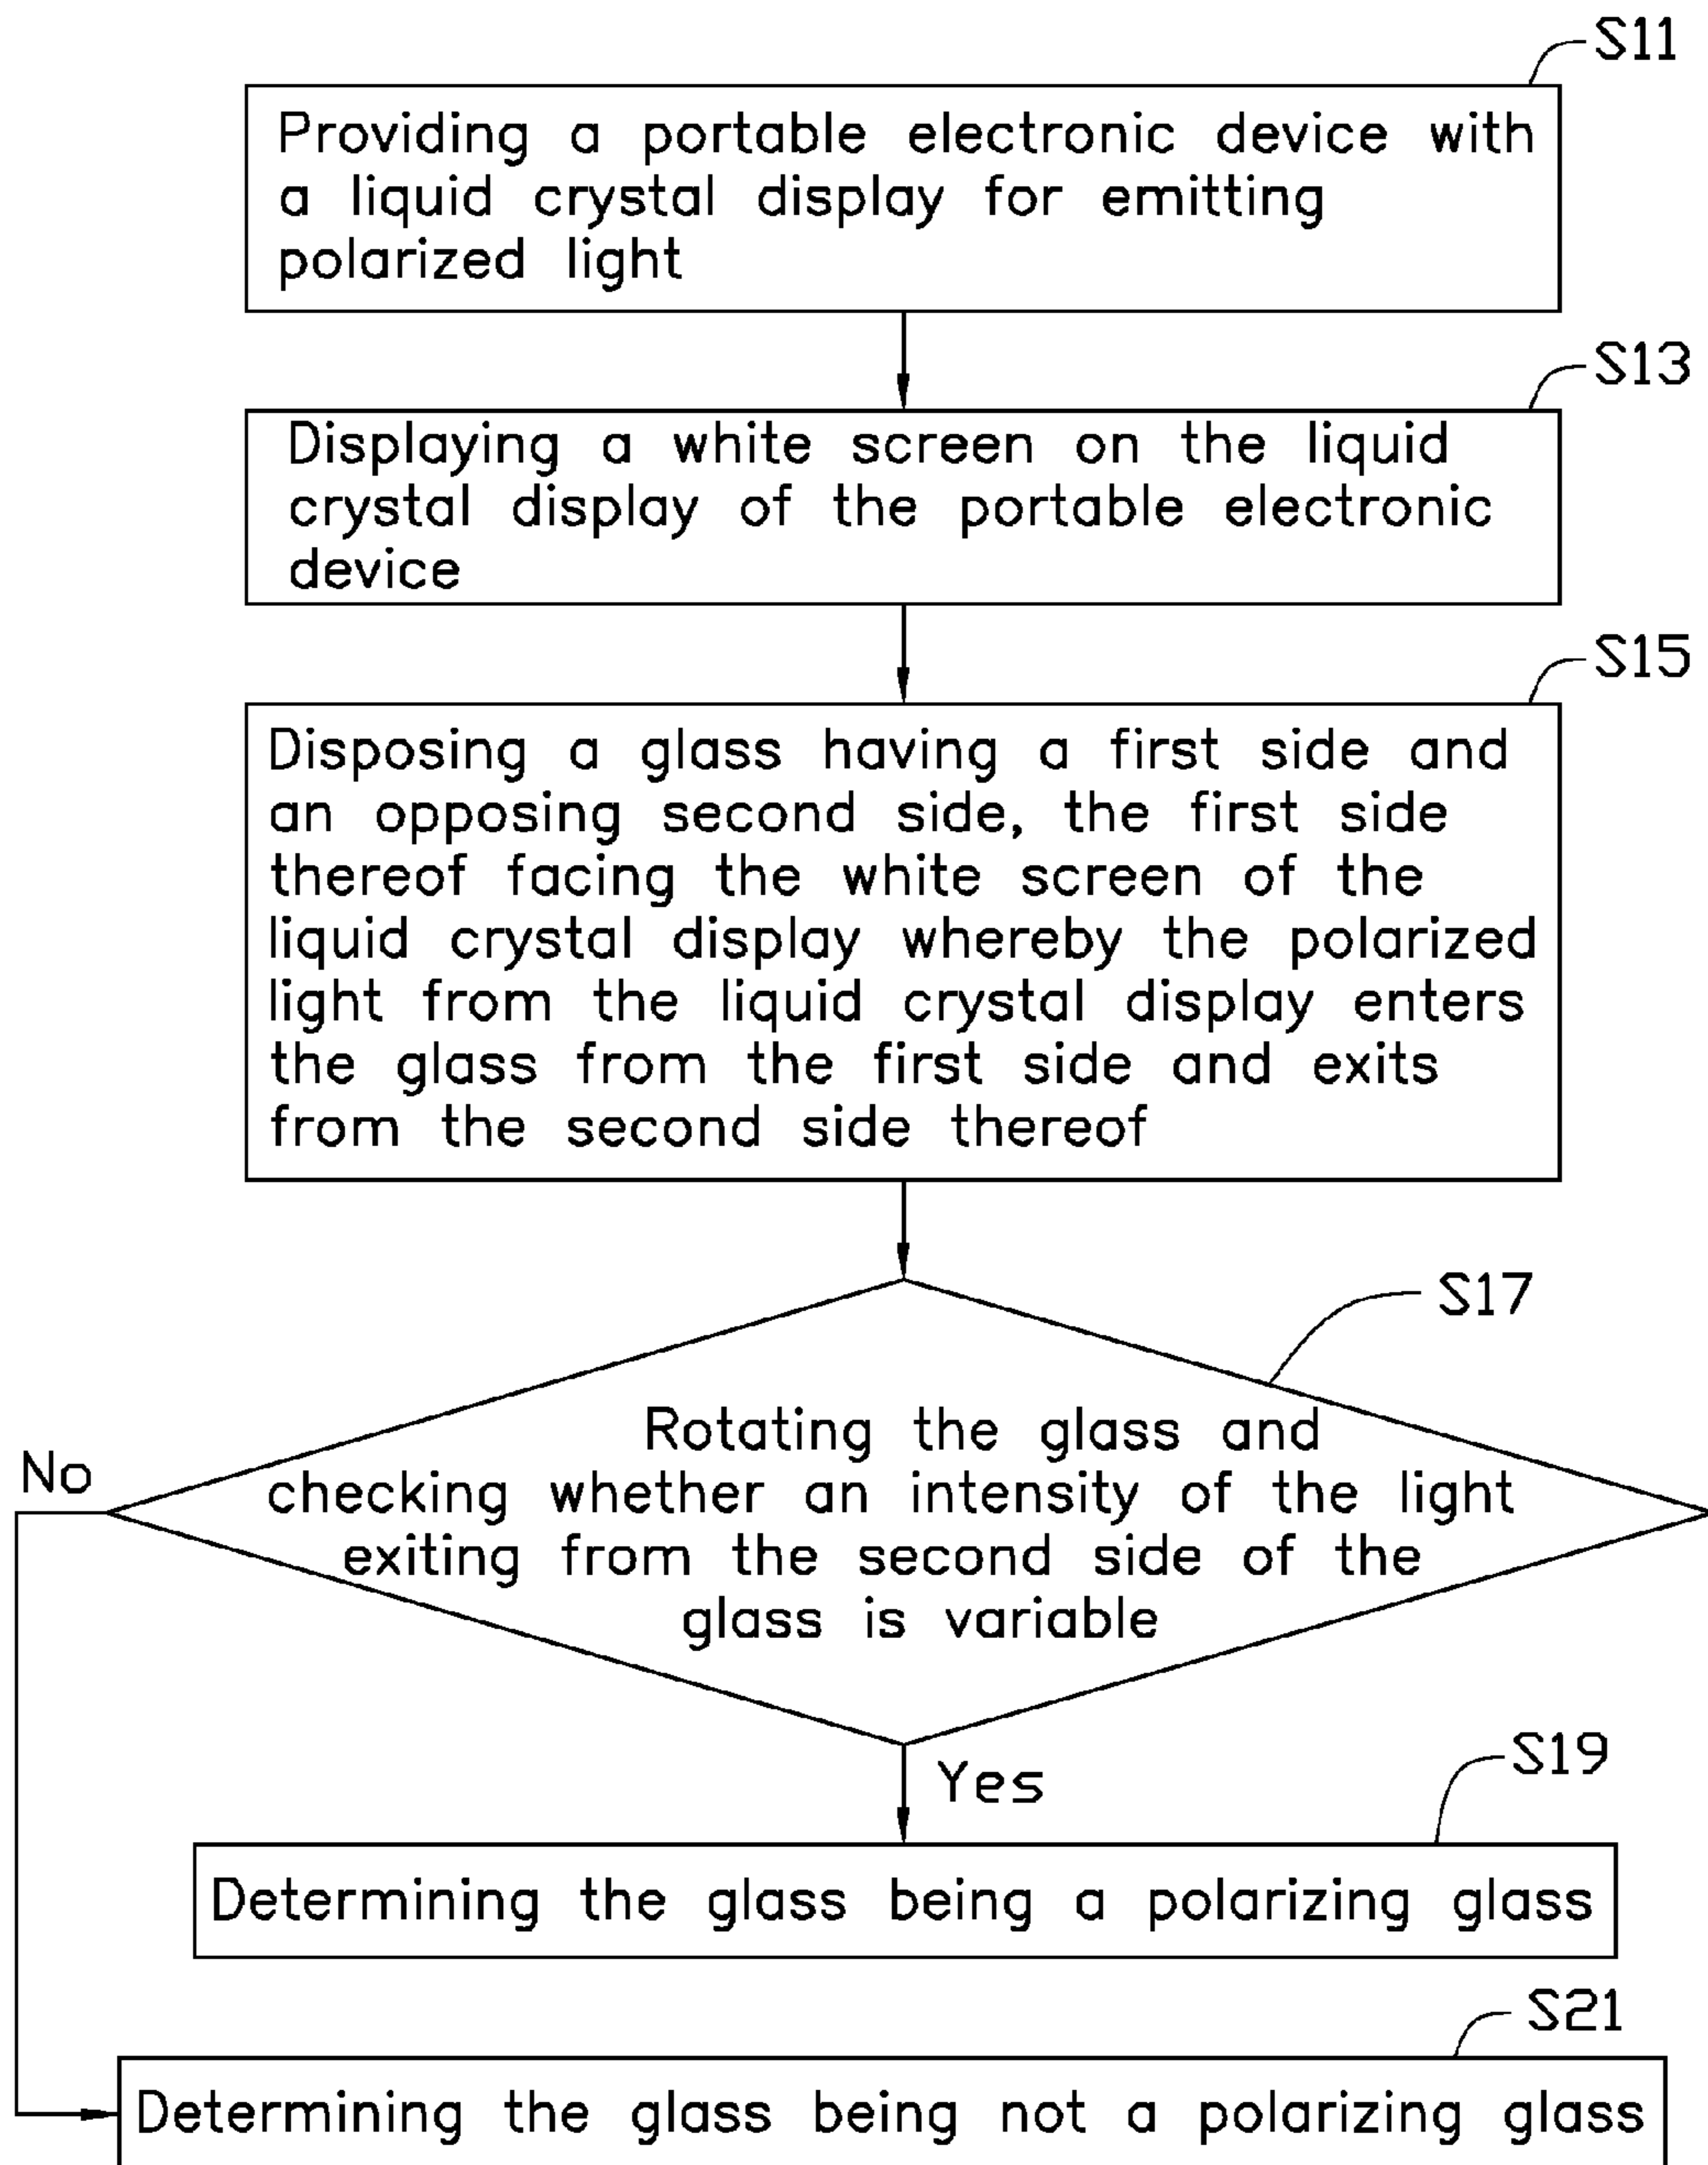 S11
Providing a portable electronic device with
a liquid crystal display for emitting
polarized light
S13
Displaying a white screen on the liquid
crystal display of the portable electronic
device
S15
Disposing a glass having a first side and
an opposing second side, the first side
thereof facing the white screen of the
liquid crystal display whereby the polarized
light from the liquid crystal display enters
the glass from the first side and exits
from the second side thereof
S17
Rotating the glass and
checking whether an intensity of the light
exiting from the second side of the
glass is variable
No
Yes
S19
Determining the glass being a polarizing glass
S21
Determining the glass being not a polarizing glass